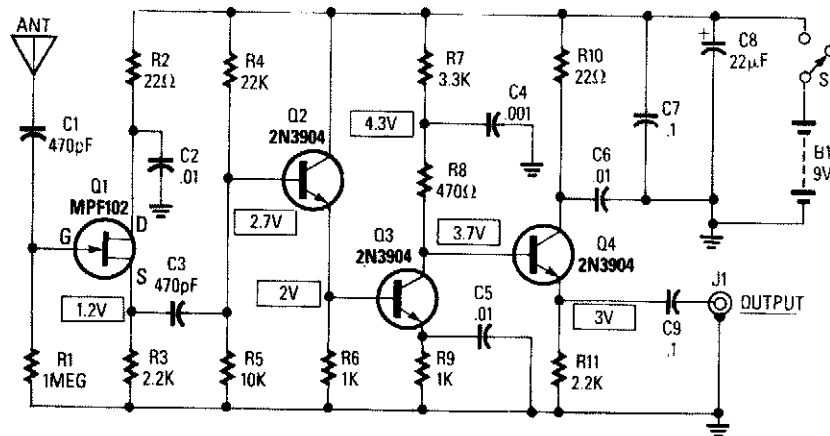 ANT
C1
470pF
Q1
MPF102
G
D
S
1.2V
R1
1MEG
R2
22Ω
C2
.01
C3
470pF
R3
2.2K
R4
22K
R5
10K
Q2
2N3904
2.7V
2V
R6
1K
R7
3.3K
4.3V
C4
.001
R8
470Ω
Q3
2N3904
3.7V
C5
.01
R9
1K
R10
22Ω
C6
.01
Q4
2N3904
3V
R11
2.2K
C7
.1
+
C8
22µF
C9
.1
J1
OUTPUT
B1
9V